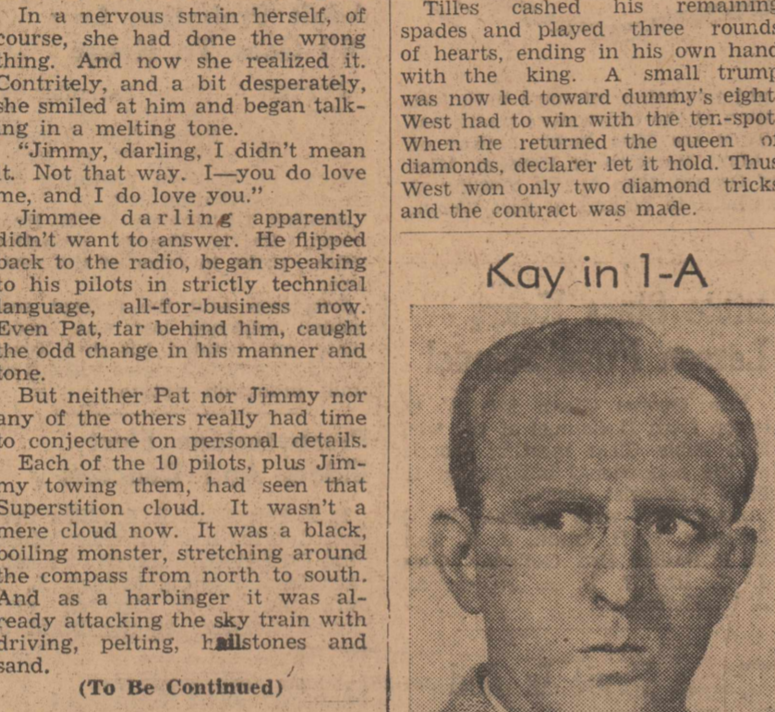 In a nervous strain herself, of
course, she had done the wrong
thing. And now she realized it.
Contritely, and a bit desperately,
she smiled at him and began talk-
ing in a melting tone.
"Jimmy, darling, I didn't mean
it. Not that way. I—you do love
me, and I do love you."
Jimmee darling apparently
didn't want to answer. He flipped
back to the radio, began speaking
to his pilots in strictly technical
language, all-for-business now.
Even Pat, far behind him, caught
the odd change in his manner and
tone.
But neither Pat nor Jimmy nor
any of the others really had time
to conjecture on personal details.
Each of the 10 pilots, plus Jim-
my towing them, had seen that
Superstition cloud. It wasn't a
mere cloud now. It was a black,
boiling monster, stretching around
the compass from north to south.
And as a harbinger it was al-
ready attacking the sky train with
driving, pelting, hailstones and
sand.
(To Be Continued)
Tilles cashed his remaining
spades and played three rounds
of hearts, ending in his own hand
with the king. A small trump
was now led toward dummy's eight.
West had to win with the ten-spot.
When he returned the queen of
diamonds, declarer let it hold. Thus
West won only two diamond tricks
and the contract was made.
Kay in 1-A